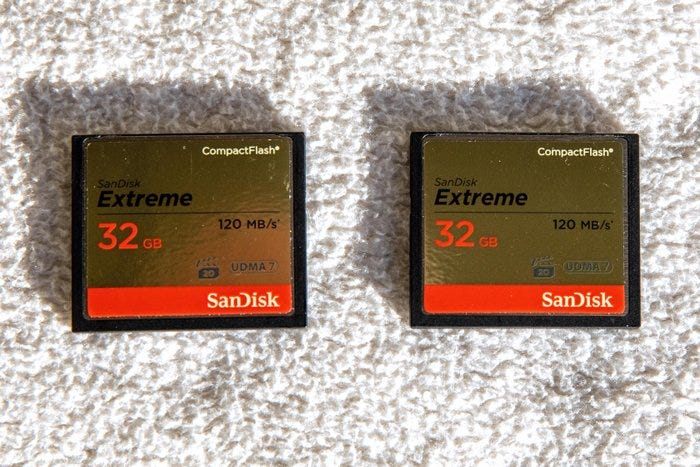 CompactFlash®
SanDisk
Extreme
32 GB
120 MB/s*
20
UDMA 7
SanDisk
CompactFlash®
SanDisk
Extreme
32 GB
120 MB/s*
20
UDMA 7
SanDisk